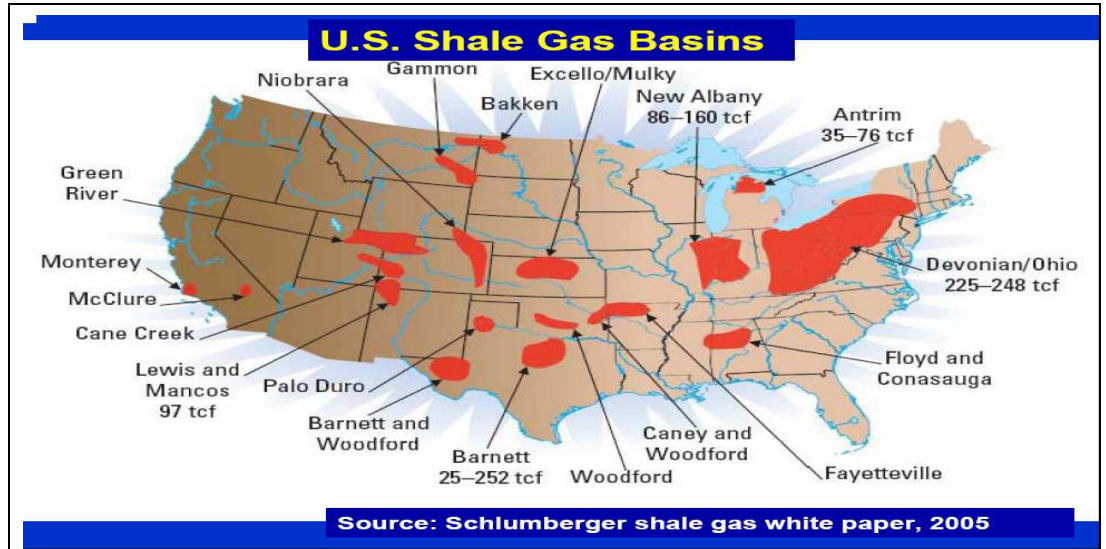 U.S. Shale Gas Basins
Gammon
Niobrara
Excello/Mulky
Bakken
New Albany
86–160 tcf
Antrim
35–76 tcf
Green
River
Monterey
McClure
Cane Creek
Lewis and
Mancos
97 tcf
Palo Duro
Barnett and
Woodford
Barnett
25–252 tcf
Woodford
Caney and
Woodford
Fayetteville
Floyd and
Conasauga
Devonian/Ohio
225–248 tcf
Source: Schlumberger shale gas white paper, 2005